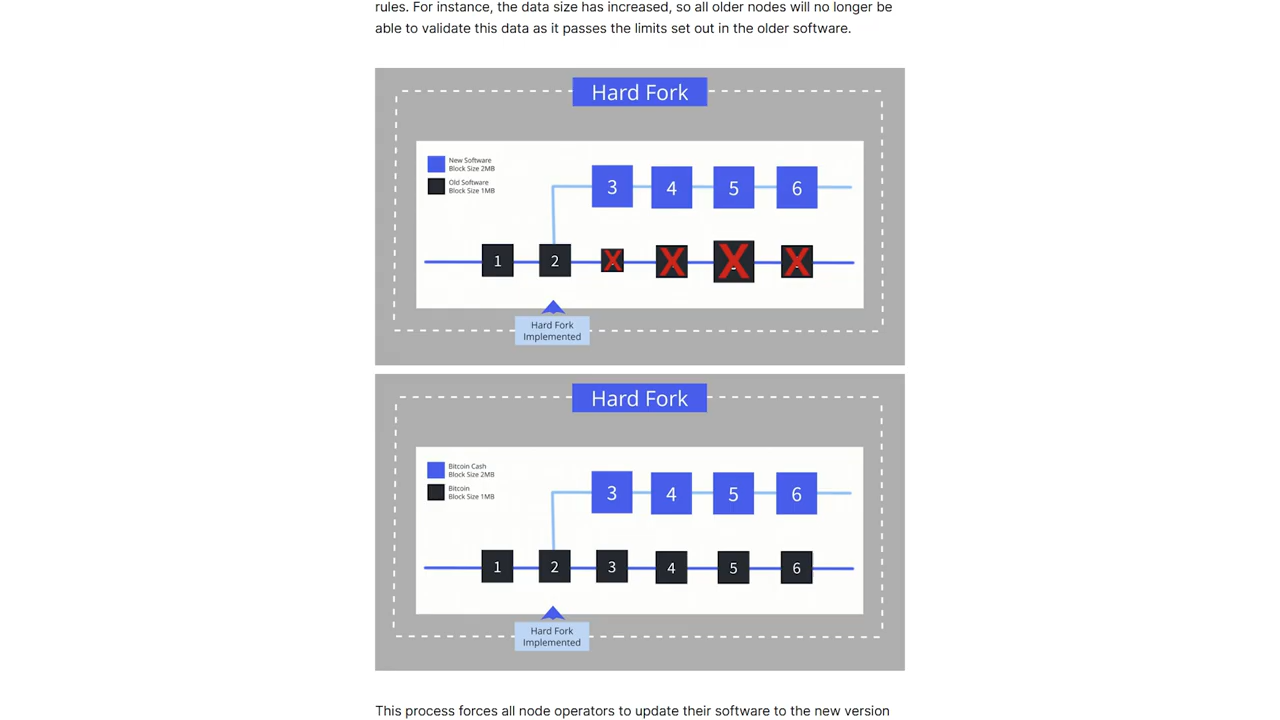 rules. For instance, the data size has increased, so all older nodes will no longer be
able to validate this data as it passes the limits set out in the older software.
Hard Fork
New Software
Block Size 2MB
Old Software
Block Size 1MB
3 4 5 6
1 2 X X X X
Hard Fork
Implemented
Hard Fork
Bitcoin Cash
Block Size 2MB
Bitcoin
Block Size 1MB
3 4 5 6
1 2 3 4 5 6
Hard Fork
Implemented
This process forces all node operators to update their software to the new version